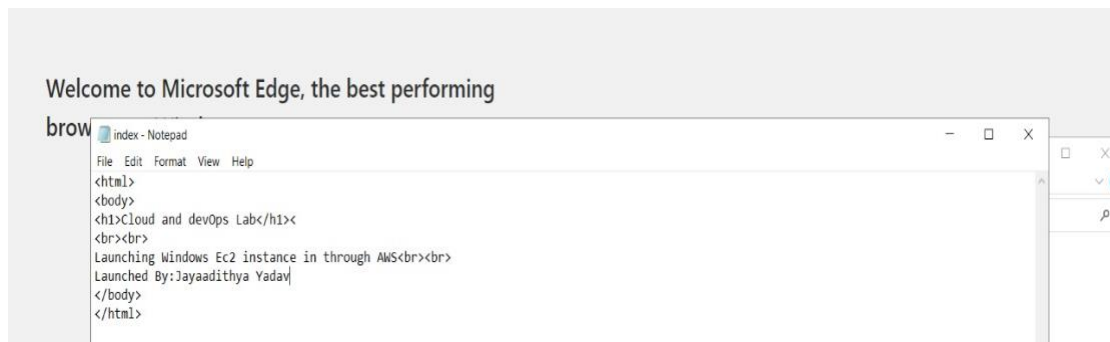 Welcome to Microsoft Edge, the best performing
brow
index - Notepad
File Edit Format View Help
<html>
<body>
<h1>Cloud and devOps Lab</h1><
<br><br>
Launching Windows Ec2 instance in through AWS<br><br>
Launched By:Jayaadithya Yadav
</body>
</html>